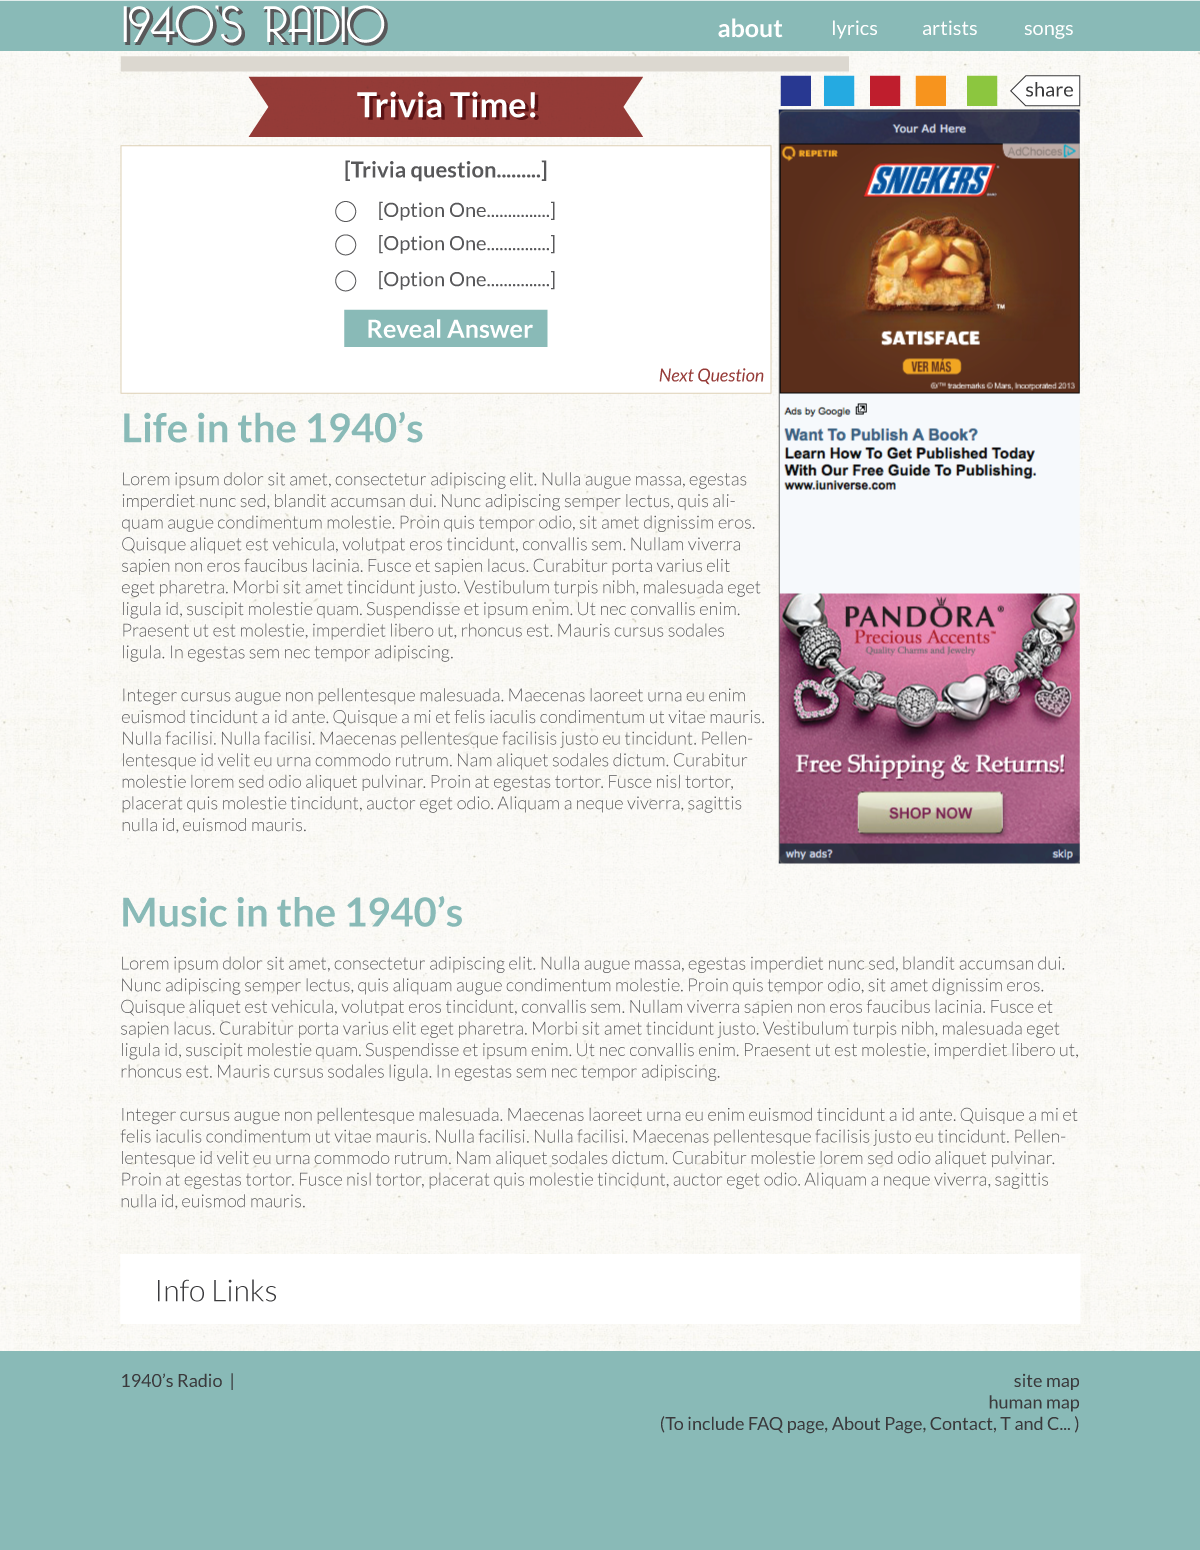 1940'S RADIO
about lyrics artists songs
Trivia Time!
share
[Trivia question.........]
[Option One...............]
[Option One...............]
[Option One...............]
Reveal Answer
Next Question
Your Ad Here
REPETIR
AdChoices
SNICKERS
™
SATISFACE
VER MÁS
®/™ trademarks © Mars, Incorporated 2013
Ads by Google
Want To Publish A Book?
Learn How To Get Published Today
With Our Free Guide To Publishing.
www.iuniverse.com
PANDORA®
Precious Accents™
Quality Charms and Jewelry
Free Shipping & Returns!
SHOP NOW
why ads? skip
Life in the 1940’s
Lorem ipsum dolor sit amet, consectetur adipiscing elit. Nulla augue massa, egestas
imperdiet nunc sed, blandit accumsan dui. Nunc adipiscing semper lectus, quis ali-
quam augue condimentum molestie. Proin quis tempor odio, sit amet dignissim eros.
Quisque aliquet est vehicula, volutpat eros tincidunt, convallis sem. Nullam viverra
sapien non eros faucibus lacinia. Fusce et sapien lacus. Curabitur porta varius elit
eget pharetra. Morbi sit amet tincidunt justo. Vestibulum turpis nibh, malesuada eget
ligula id, suscipit molestie quam. Suspendisse et ipsum enim. Ut nec convallis enim.
Praesent ut est molestie, imperdiet libero ut, rhoncus est. Mauris cursus sodales
ligula. In egestas sem nec tempor adipiscing.
Integer cursus augue non pellentesque malesuada. Maecenas laoreet urna eu enim
euismod tincidunt a id ante. Quisque a mi et felis iaculis condimentum ut vitae mauris.
Nulla facilisi. Nulla facilisi. Maecenas pellentesque facilisis justo eu tincidunt. Pellen-
lentesque id velit eu urna commodo rutrum. Nam aliquet sodales dictum. Curabitur
molestie lorem sed odio aliquet pulvinar. Proin at egestas tortor. Fusce nisl tortor,
placerat quis molestie tincidunt, auctor eget odio. Aliquam a neque viverra, sagittis
nulla id, euismod mauris.
Music in the 1940’s
Lorem ipsum dolor sit amet, consectetur adipiscing elit. Nulla augue massa, egestas imperdiet nunc sed, blandit accumsan dui.
Nunc adipiscing semper lectus, quis aliquam augue condimentum molestie. Proin quis tempor odio, sit amet dignissim eros.
Quisque aliquet est vehicula, volutpat eros tincidunt, convallis sem. Nullam viverra sapien non eros faucibus lacinia. Fusce et
sapien lacus. Curabitur porta varius elit eget pharetra. Morbi sit amet tincidunt justo. Vestibulum turpis nibh, malesuada eget
ligula id, suscipit molestie quam. Suspendisse et ipsum enim. Ut nec convallis enim. Praesent ut est molestie, imperdiet libero ut,
rhoncus est. Mauris cursus sodales ligula. In egestas sem nec tempor adipiscing.
Integer cursus augue non pellentesque malesuada. Maecenas laoreet urna eu enim euismod tincidunt a id ante. Quisque a mi et
felis iaculis condimentum ut vitae mauris. Nulla facilisi. Nulla facilisi. Maecenas pellentesque facilisis justo eu tincidunt. Pellen-
lentesque id velit eu urna commodo rutrum. Nam aliquet sodales dictum. Curabitur molestie lorem sed odio aliquet pulvinar.
Proin at egestas tortor. Fusce nisl tortor, placerat quis molestie tincidunt, auctor eget odio. Aliquam a neque viverra, sagittis
nulla id, euismod mauris.
Info Links
1940’s Radio |
site map
human map
(To include FAQ page, About Page, Contact, T and C... )